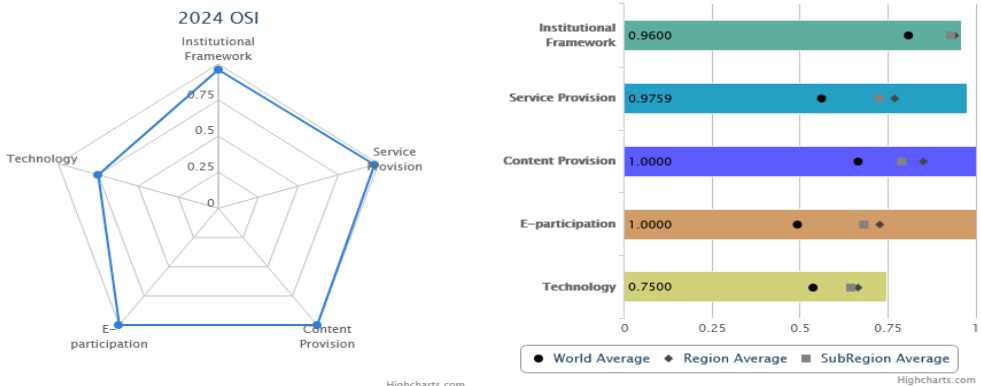 2024 OSI
Institutional
Framework
0.75
0.5
0.25
0
Technology
Service
Provision
E-
participation
Content
Provision
Highcharts.com
Institutional
Framework
0.9600
Service Provision
0.9759
Content Provision
1.0000
E-participation
1.0000
Technology
0.7500
0 0.25 0.5 0.75 1
World Average Region Average SubRegion Average
Highcharts.com